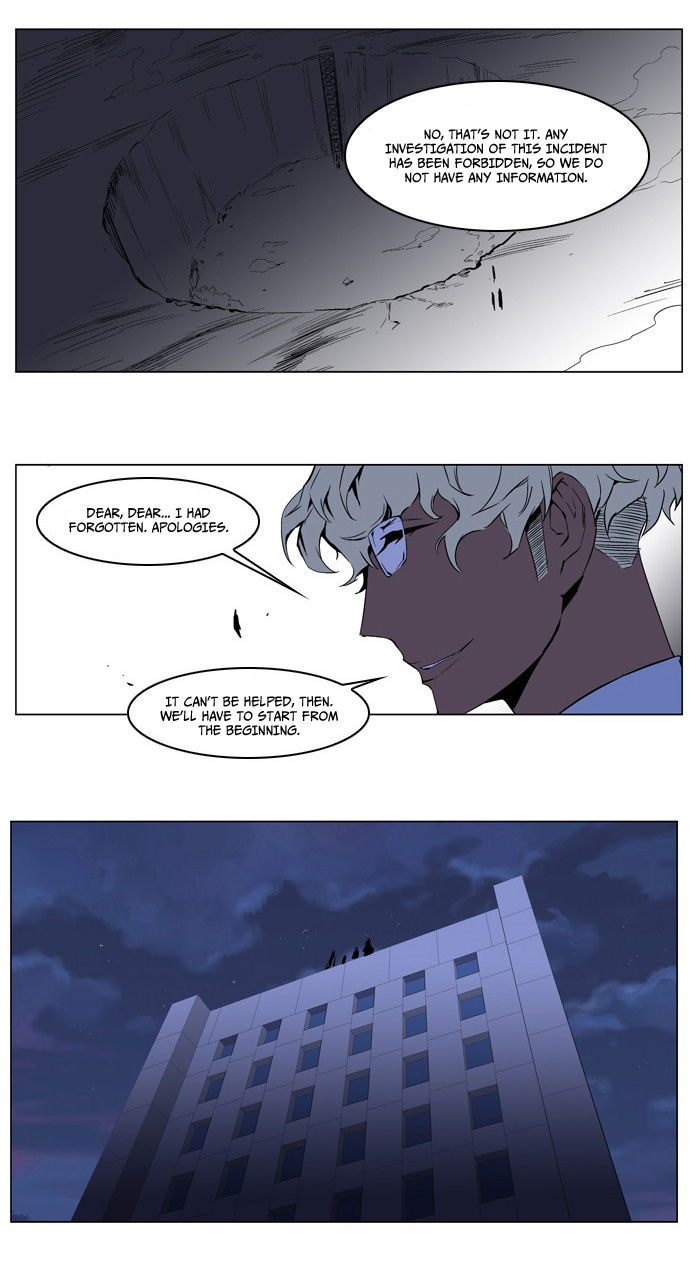 NO, THAT'S NOT IT. ANY
INVESTIGATION OF THIS INCIDENT
HAS BEEN FORBIDDEN, SO WE DO
NOT HAVE ANY INFORMATION.
DEAR, DEAR... I HAD
FORGOTTEN. APOLOGIES.
IT CAN'T BE HELPED, THEN.
WE'LL HAVE TO START FROM
THE BEGINNING.